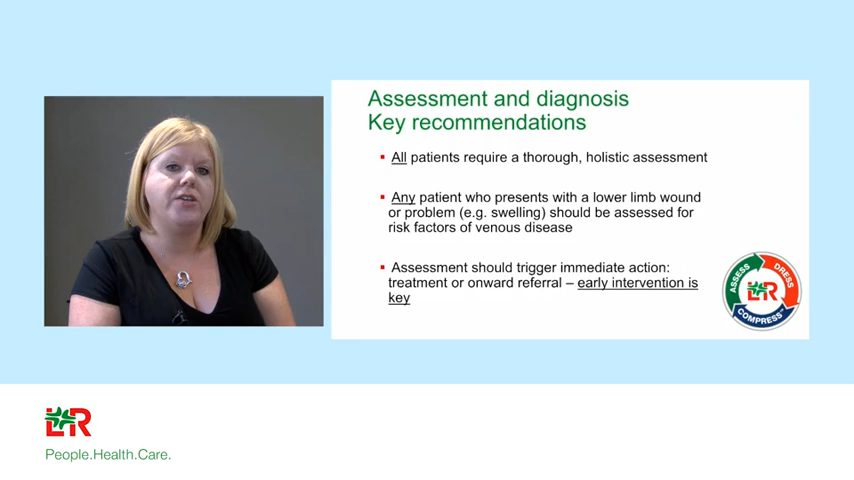 Assessment and diagnosis
Key recommendations
All patients require a thorough, holistic assessment
Any patient who presents with a lower limb wound
or problem (e.g. swelling) should be assessed for
risk factors of venous disease
Assessment should trigger immediate action:
treatment or onward referral – early intervention is
key
ASSESS
DRESS
COMPRESS™
L&R
L&R
People.Health.Care.